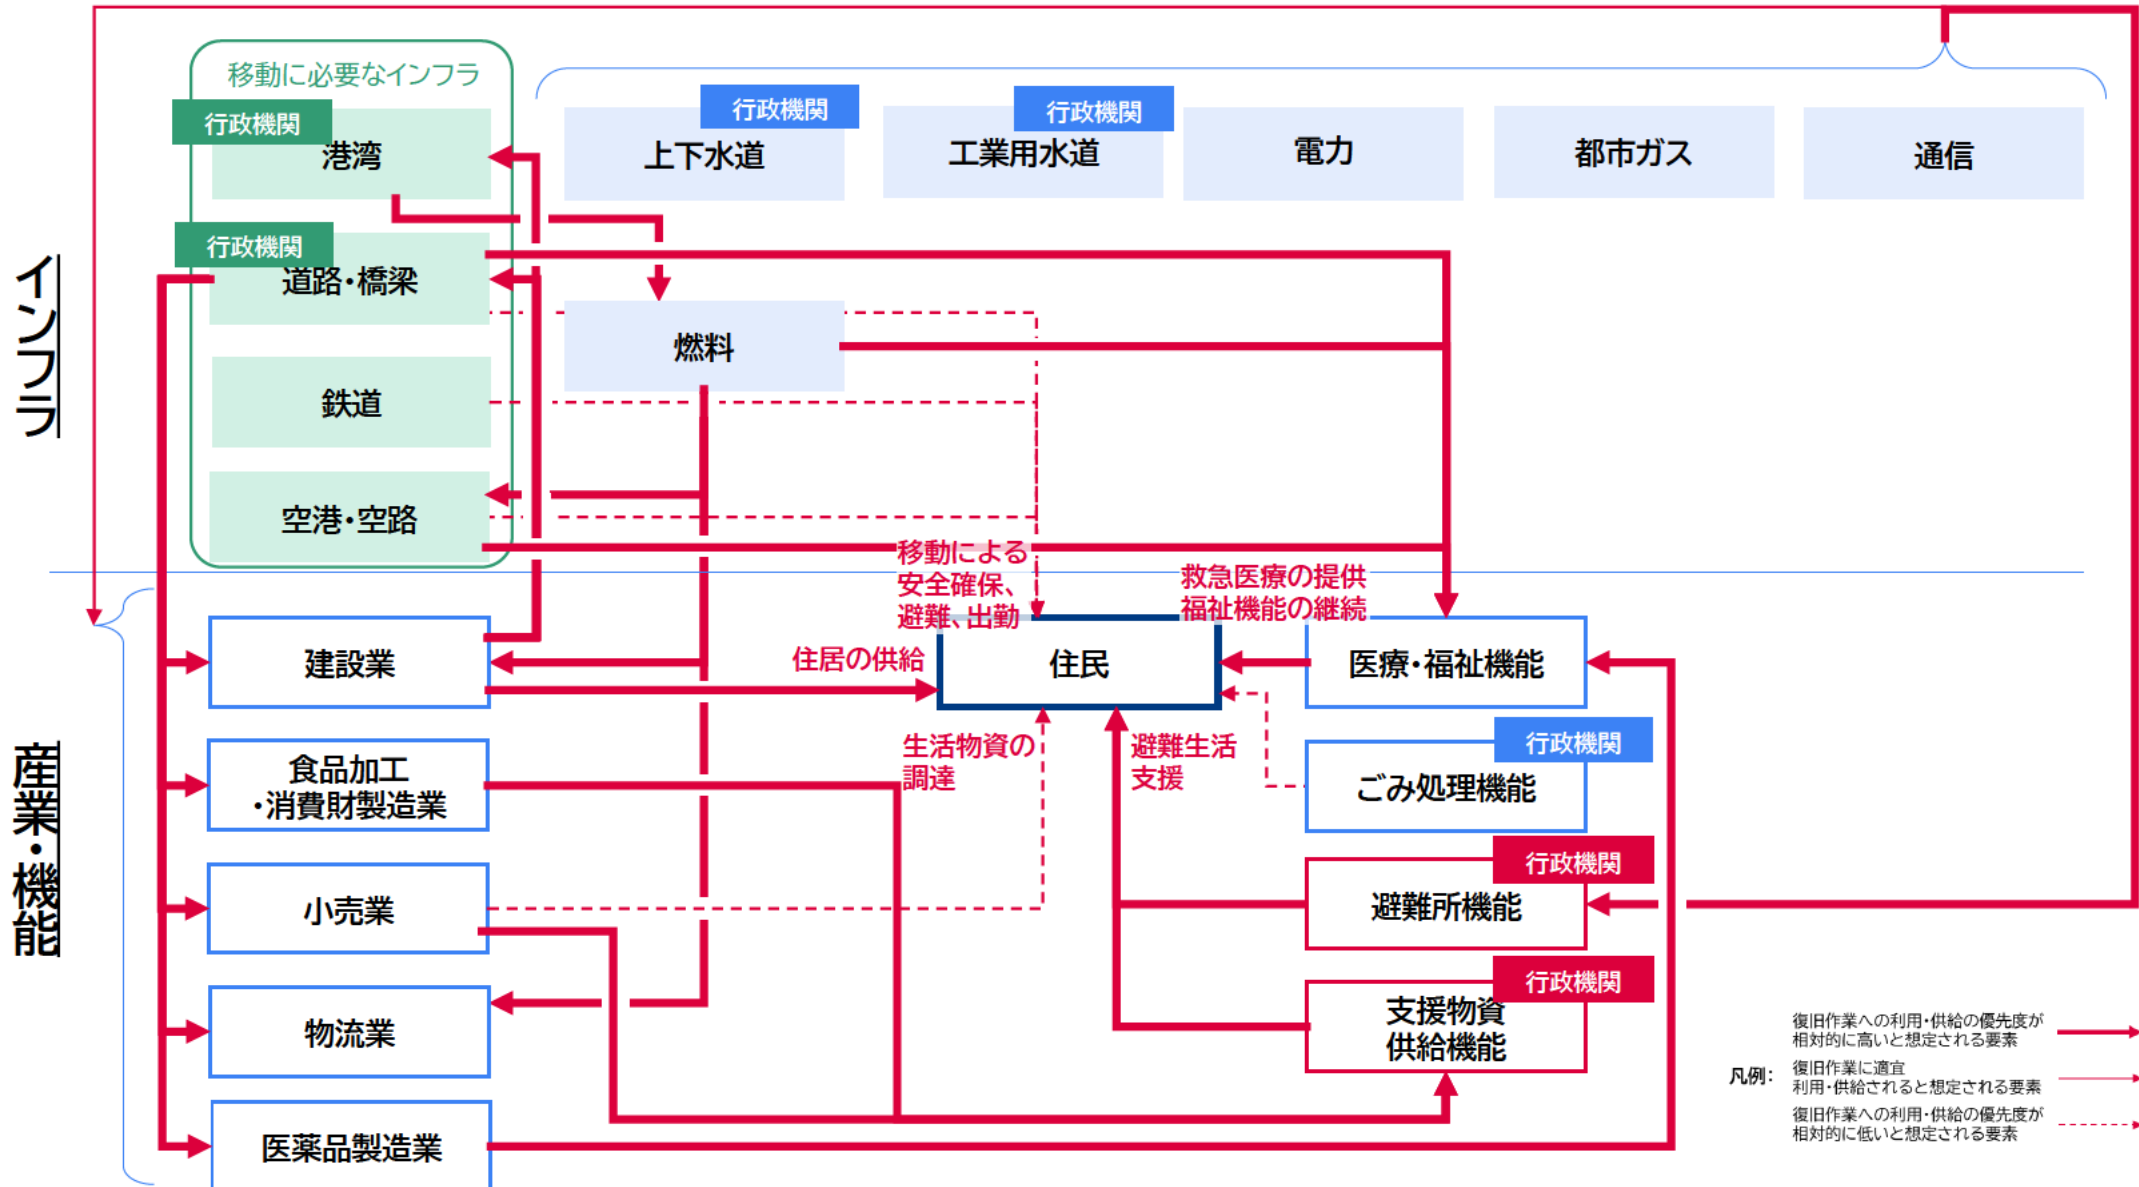 移動に必要なインフラ
行政機関
港湾
行政機関
上下水道
行政機関
工業用水道
電力
都市ガス
通信
行政機関
道路・橋梁
燃料
鉄道
空港・空路
インフラ
移動による
安全確保、
避難、出勤
救急医療の提供
福祉機能の継続
建設業
住居の供給
住民
医療・福祉機能
食品加工
・消費財製造業
生活物資の
調達
避難生活
支援
行政機関
ごみ処理機能
小売業
行政機関
避難所機能
物流業
行政機関
支援物資
供給機能
医薬品製造業
産業・機能
凡例：
復旧作業への利用・供給の優先度が
相対的に高いと想定される要素
復旧作業に適宜
利用・供給されると想定される要素
復旧作業への利用・供給の優先度が
相対的に低いと想定される要素